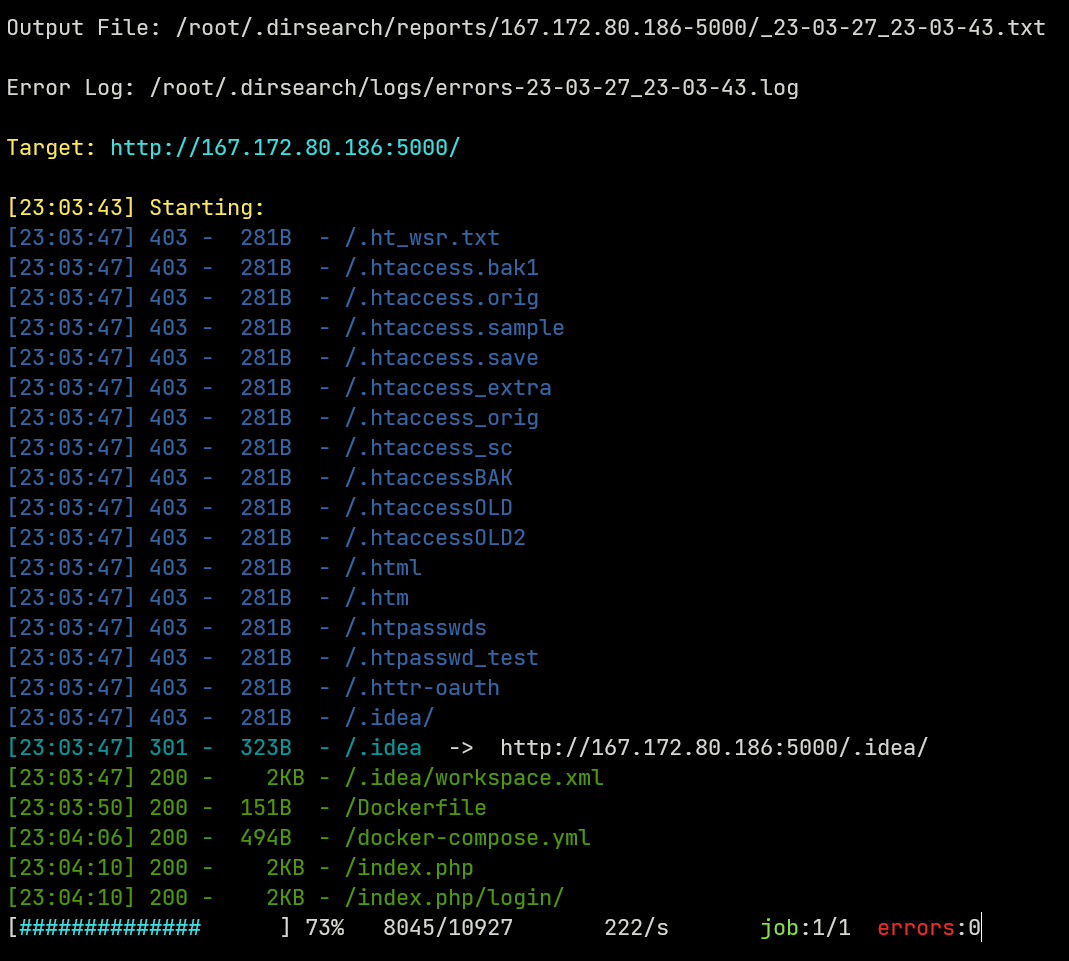 Output File: /root/.dirsearch/reports/167.172.80.186-5000/_23-03-27_23-03-43.txt
Error Log: /root/.dirsearch/logs/errors-23-03-27_23-03-43.log
Target: http://167.172.80.186:5000/
[23:03:43] Starting:
[23:03:47] 403 -  281B  - /.ht_wsr.txt
[23:03:47] 403 -  281B  - /.htaccess.bak1
[23:03:47] 403 -  281B  - /.htaccess.orig
[23:03:47] 403 -  281B  - /.htaccess.sample
[23:03:47] 403 -  281B  - /.htaccess.save
[23:03:47] 403 -  281B  - /.htaccess_extra
[23:03:47] 403 -  281B  - /.htaccess_orig
[23:03:47] 403 -  281B  - /.htaccess_sc
[23:03:47] 403 -  281B  - /.htaccessBAK
[23:03:47] 403 -  281B  - /.htaccessOLD
[23:03:47] 403 -  281B  - /.htaccessOLD2
[23:03:47] 403 -  281B  - /.html
[23:03:47] 403 -  281B  - /.htm
[23:03:47] 403 -  281B  - /.htpasswds
[23:03:47] 403 -  281B  - /.htpasswd_test
[23:03:47] 403 -  281B  - /.httr-oauth
[23:03:47] 403 -  281B  - /.idea/
[23:03:47] 301 -  323B  - /.idea  ->  http://167.172.80.186:5000/.idea/
[23:03:47] 200 -    2KB - /.idea/workspace.xml
[23:03:50] 200 -  151B  - /Dockerfile
[23:04:06] 200 -  494B  - /docker-compose.yml
[23:04:10] 200 -    2KB - /index.php
[23:04:10] 200 -    2KB - /index.php/login/
[##############      ] 73%   8045/10927       222/s       job:1/1  errors:0